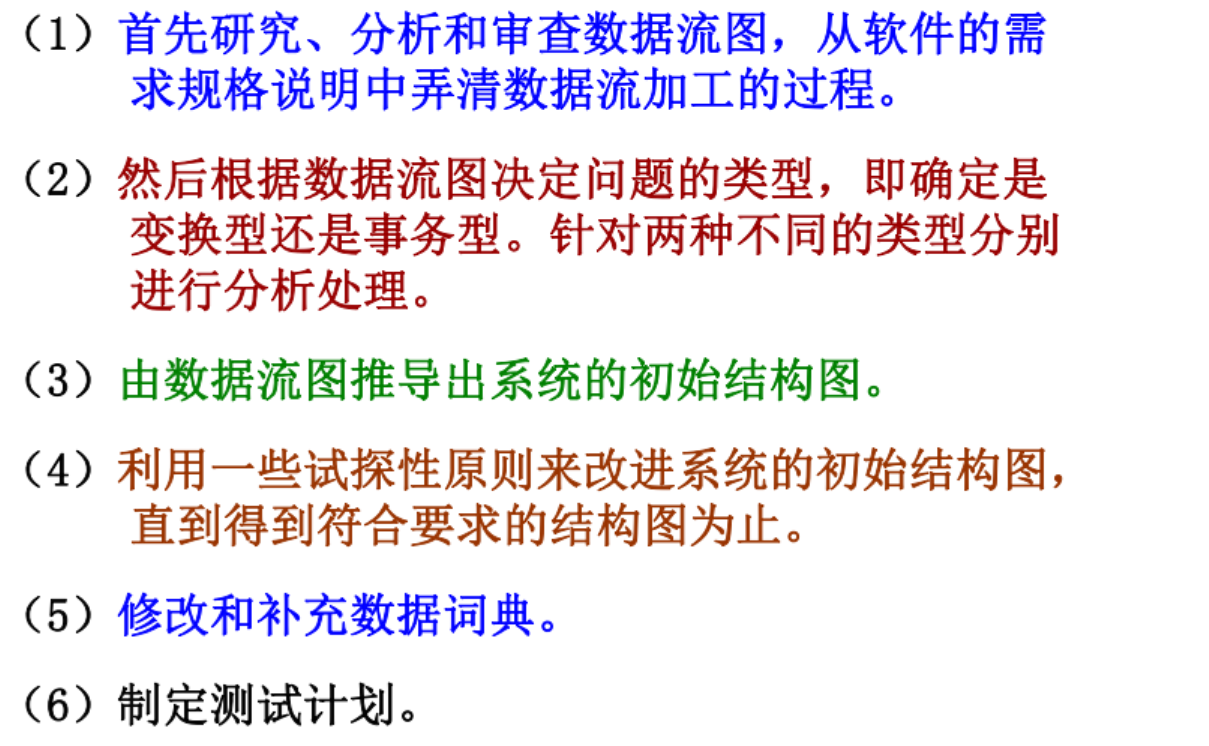 （1）首先研究、分析和审查数据流图，从软件的需
求规格说明中弄清数据流加工的过程。
（2）然后根据数据流图决定问题的类型，即确定是
变换型还是事务型。针对两种不同的类型分别
进行分析处理。
（3）由数据流图推导出系统的初始结构图。
（4）利用一些试探性原则来改进系统的初始结构图，
直到得到符合要求的结构图为止。
（5）修改和补充数据词典。
（6）制定测试计划。